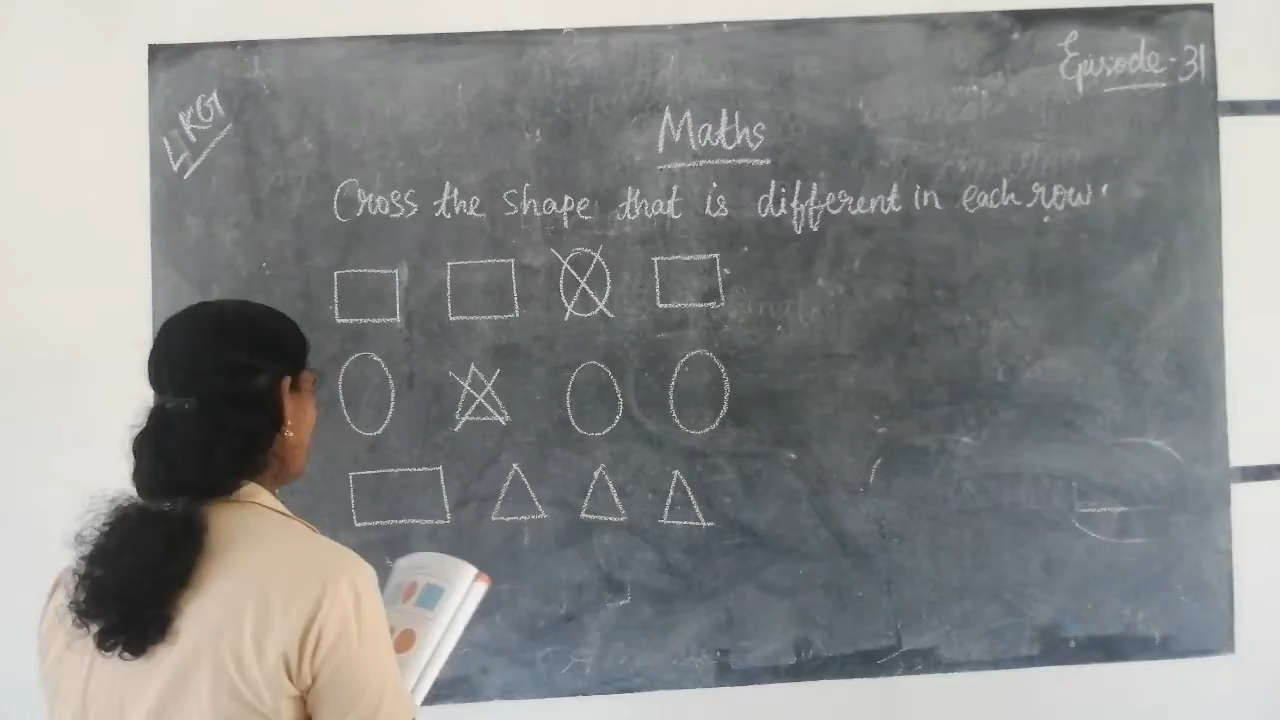 Episode-31
LKG
Maths
Cross the shape that is different in each row.